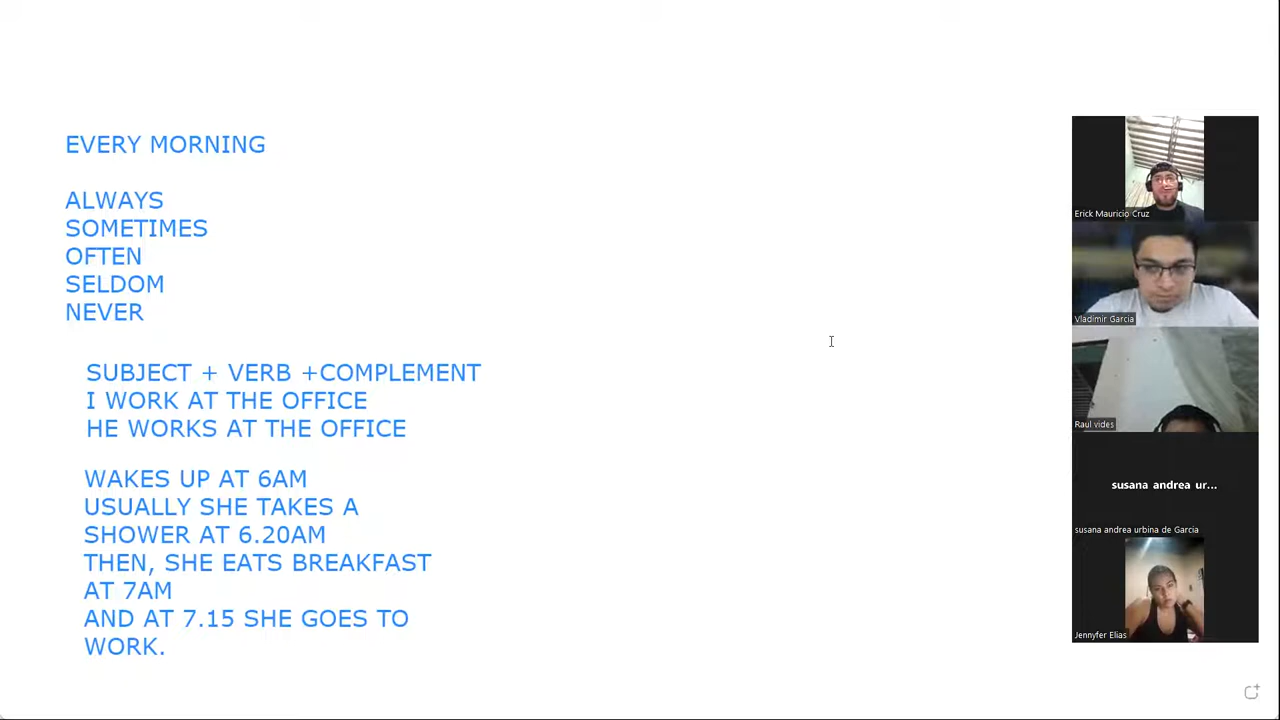 EVERY MORNING
ALWAYS
SOMETIMES
OFTEN
SELDOM
NEVER
SUBJECT + VERB +COMPLEMENT
I WORK AT THE OFFICE
HE WORKS AT THE OFFICE
WAKES UP AT 6AM
USUALLY SHE TAKES A
SHOWER AT 6.20AM
THEN, SHE EATS BREAKFAST
AT 7AM
AND AT 7.15 SHE GOES TO
WORK.
Erick Mauricio Cruz
Vladimir Garcia
Raul vides
susana andrea ur...
susana andrea urbina de Garcia
Jennyfer Elias